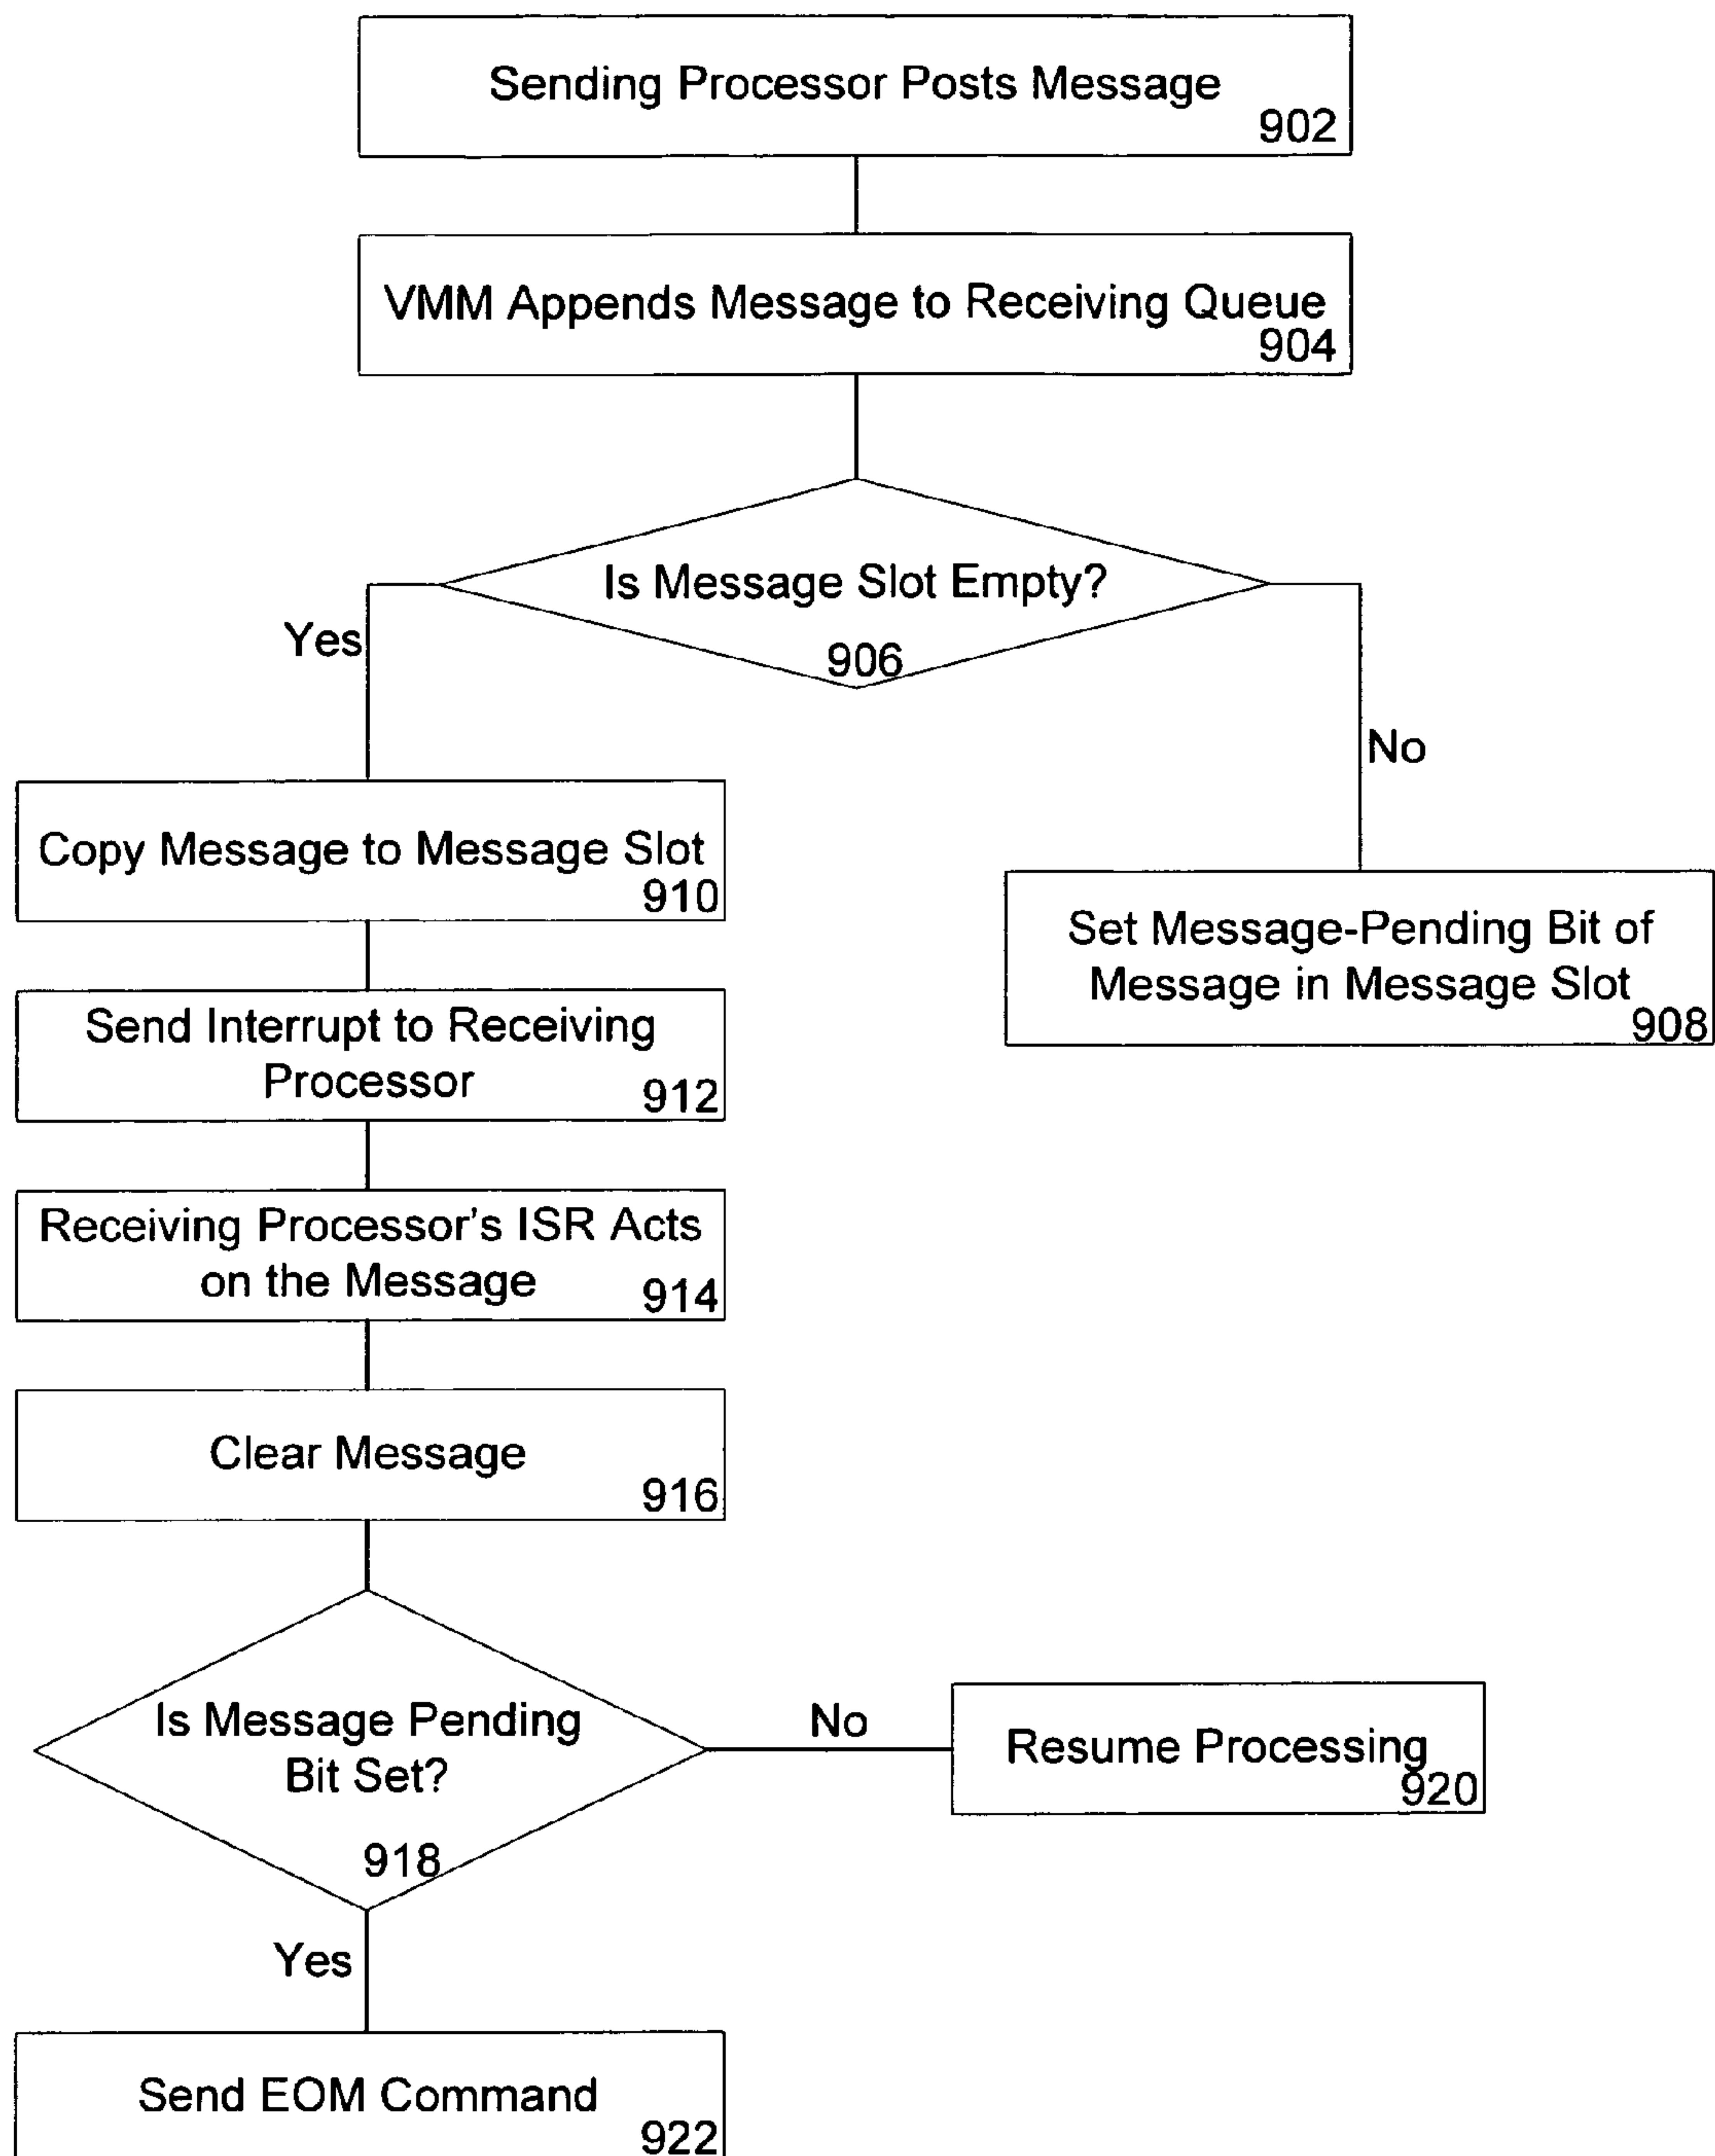 Sending Processor Posts Message
902
VMM Appends Message to Receiving Queue
904
Is Message Slot Empty?
906
Yes
No
Copy Message to Message Slot
910
Set Message-Pending Bit of
Message in Message Slot
908
Send Interrupt to Receiving
Processor
912
Receiving Processor's ISR Acts
on the Message
914
Clear Message
916
Is Message Pending
Bit Set?
918
No
Resume Processing
920
Yes
Send EOM Command
922